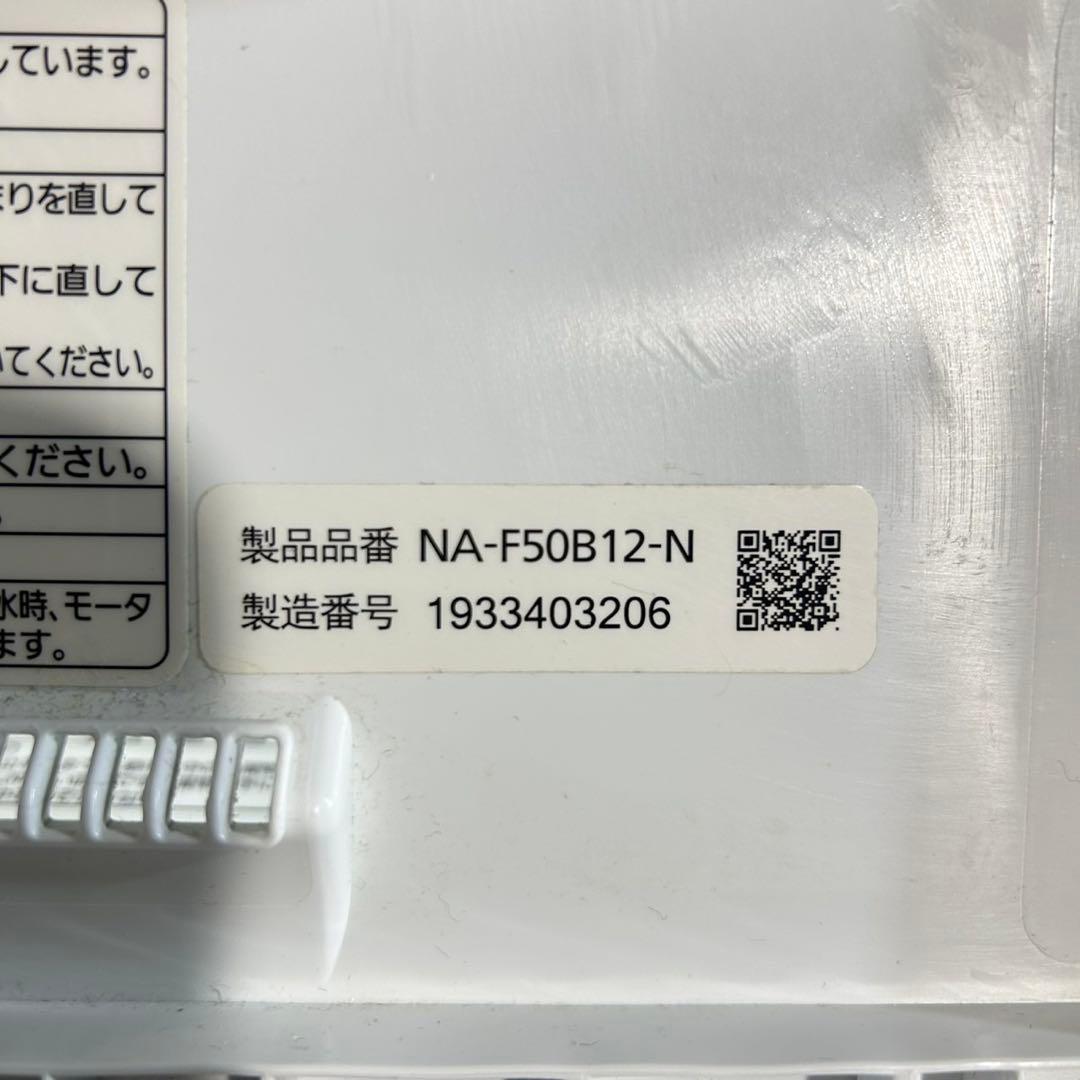 しています。
まりを直して
下に直して
いてください。
ください。
水時、モータ
ます。
製品品番 NA-F50B12-N
製造番号 1933403206